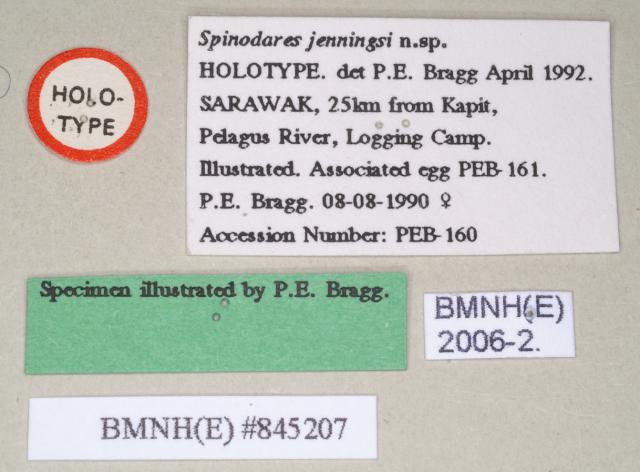 HOLO-
TYPE
Spinodares jenningsi n.sp.
HOLOTYPE. det P.E. Bragg April 1992.
SARAWAK, 25km from Kapit,
Pelagus River, Logging Camp.
Illustrated. Associated egg PEB-161.
P.E. Bragg. 08-08-1990 ♀
Accession Number: PEB-160
Specimen illustrated by P.E. Bragg.
BMNH(E)
2006-2.
BMNH(E) #845207